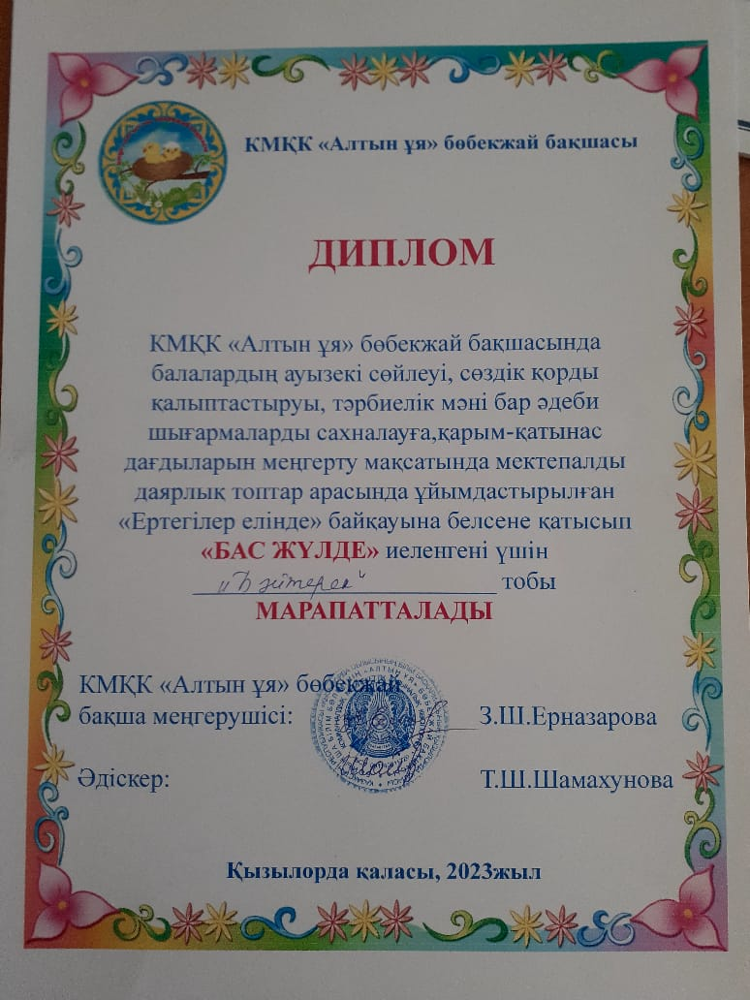 КМҚК «Алтын ұя» бөбекжай бақшасы
ДИПЛОМ
КМҚК «Алтын ұя» бөбекжай бақшасында
балалардың ауызекі сөйлеуі, сөздік қорды
қалыптастыруы, тәрбиелік мәні бар әдеби
шығармаларды сахналауға,қарым-қатынас
дағдыларын меңгерту мақсатында мектепалды
даярлық топтар арасында ұйымдастырылған
«Ертегілер елінде» байқауына белсене қатысып
«БАС ЖҮЛДЕ» иеленгені үшін
"Бәйтерек" тобы
МАРАПАТТАЛАДЫ
КМҚК «Алтын ұя» бөбекжай
бақша меңгерушісі: З.Ш.Ерназарова
Әдіскер: Т.Ш.Шамахунова
Қызылорда қаласы, 2023жыл